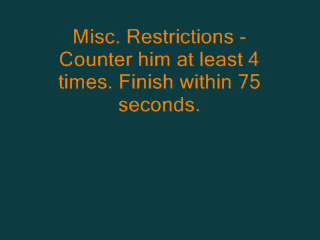 Misc. Restrictions -
Counter him at least 4
times. Finish within 75
seconds.